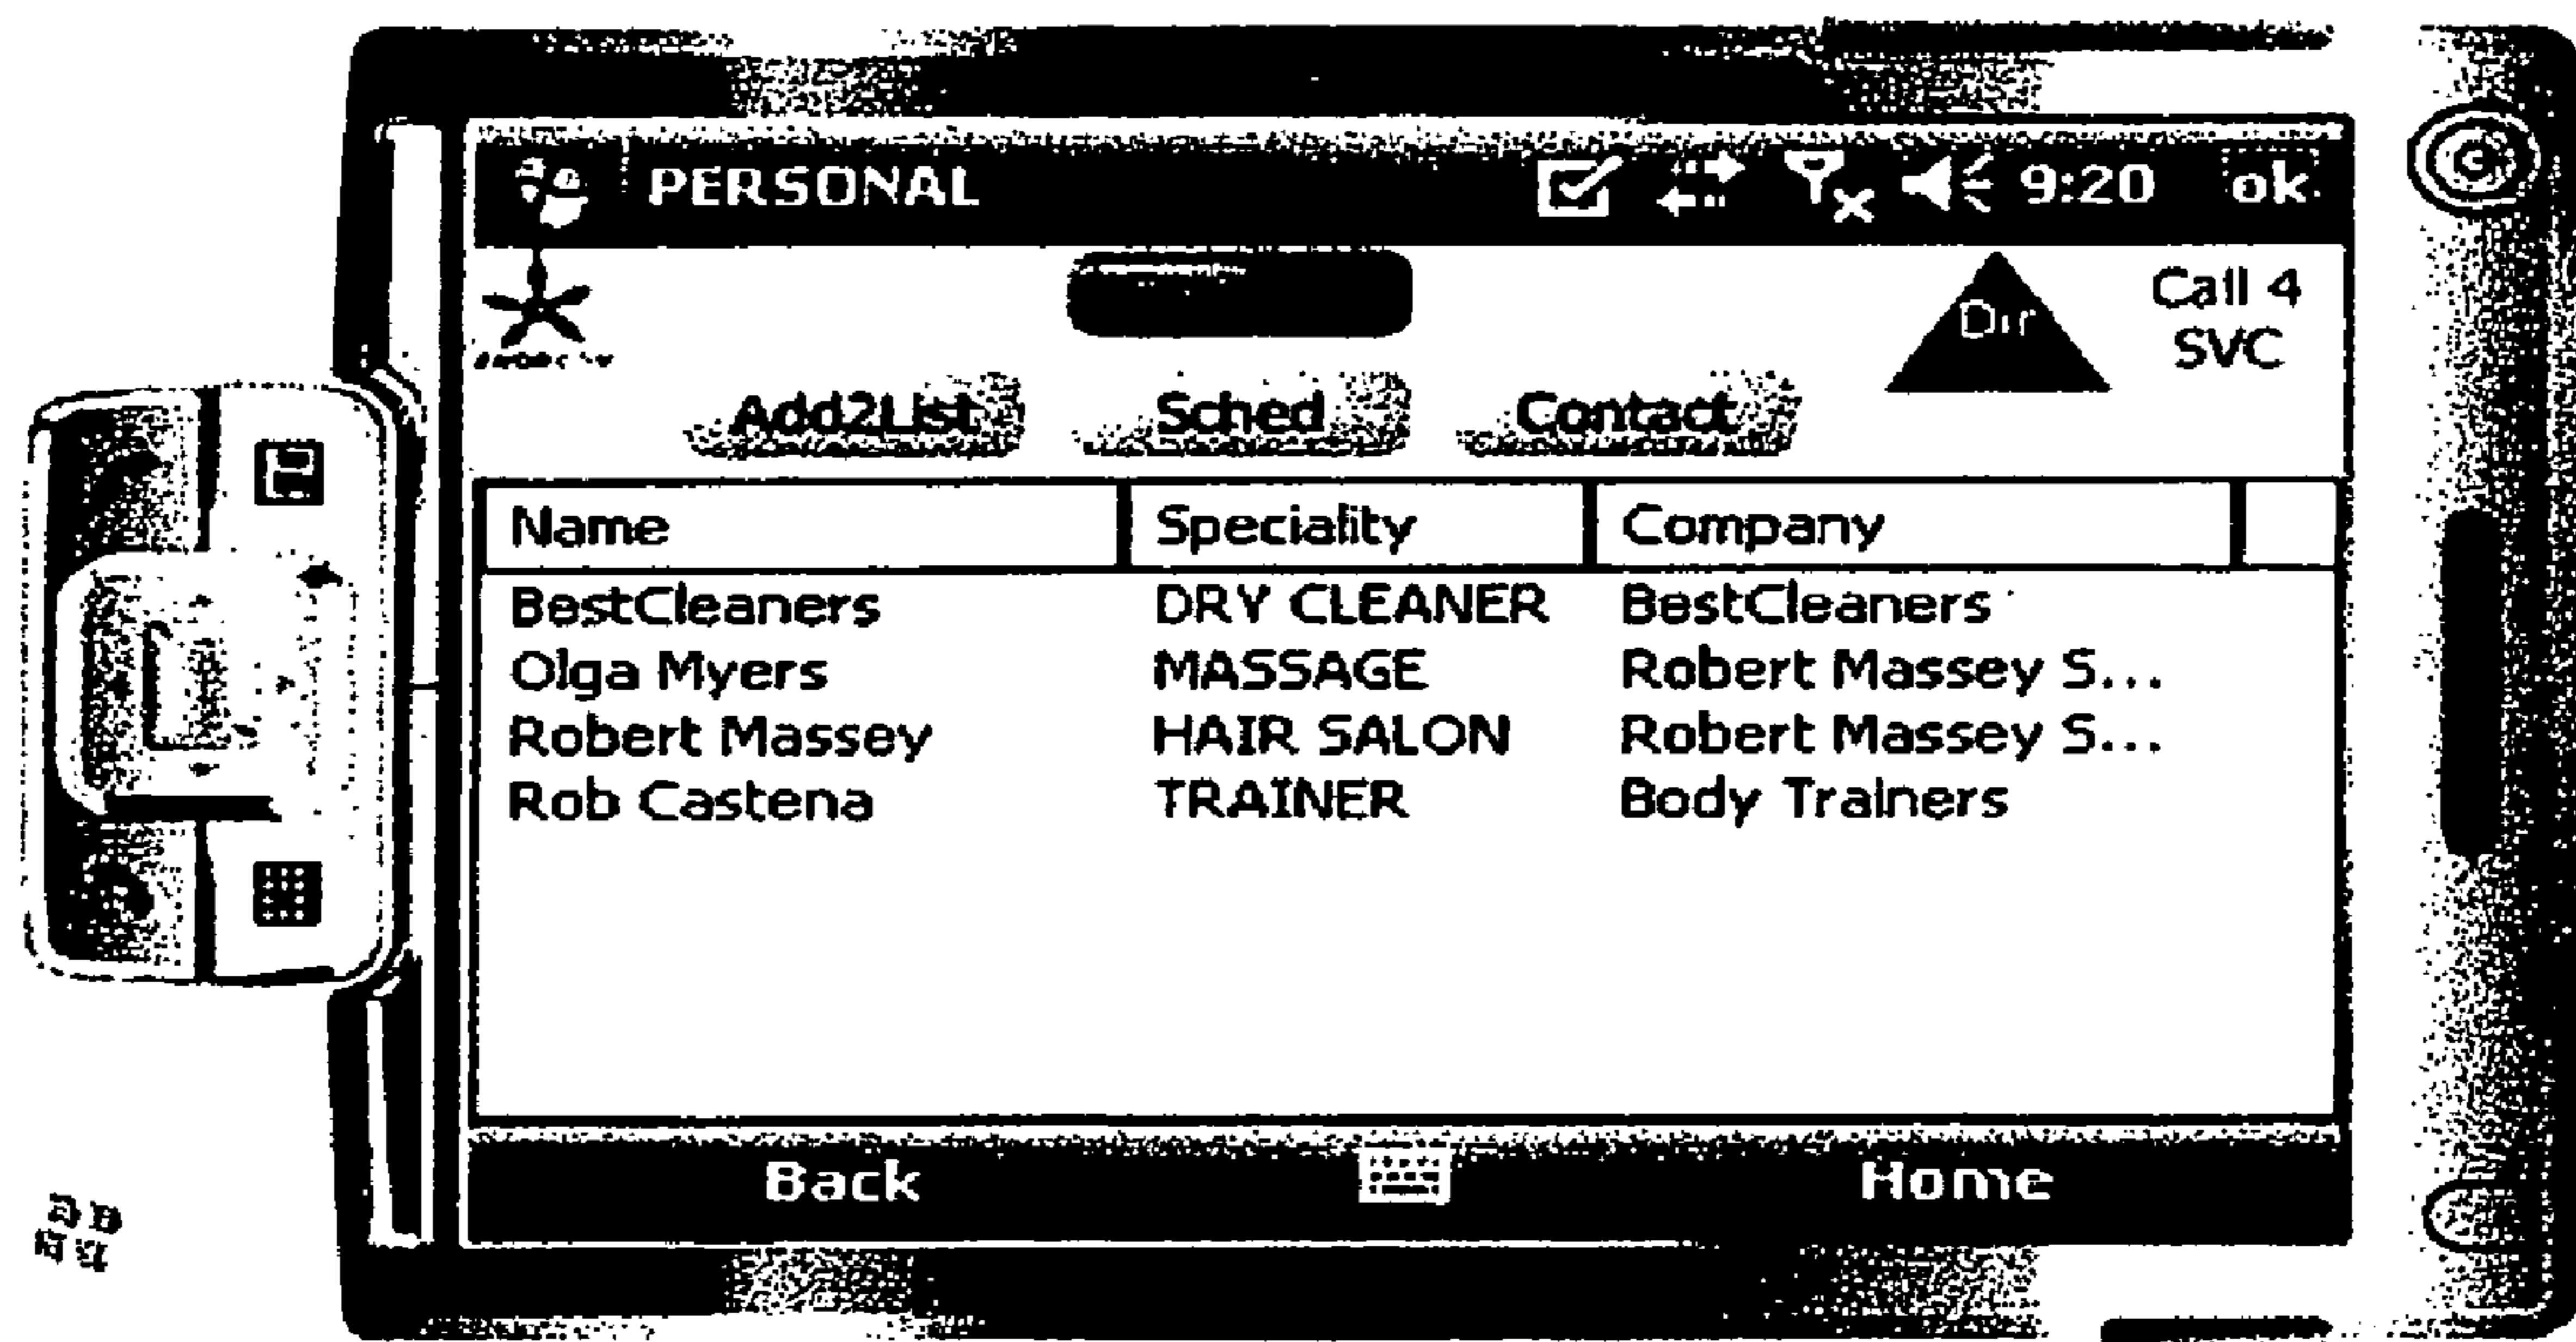 PERSONAL 9:20 ok
Dir
Call 4
SVC
Add2List Sched Contact
Name Speciality Company
BestCleaners DRY CLEANER BestCleaners
Olga Myers MASSAGE Robert Massey S...
Robert Massey HAIR SALON Robert Massey S...
Rob Castena TRAINER Body Trainers
Back Home